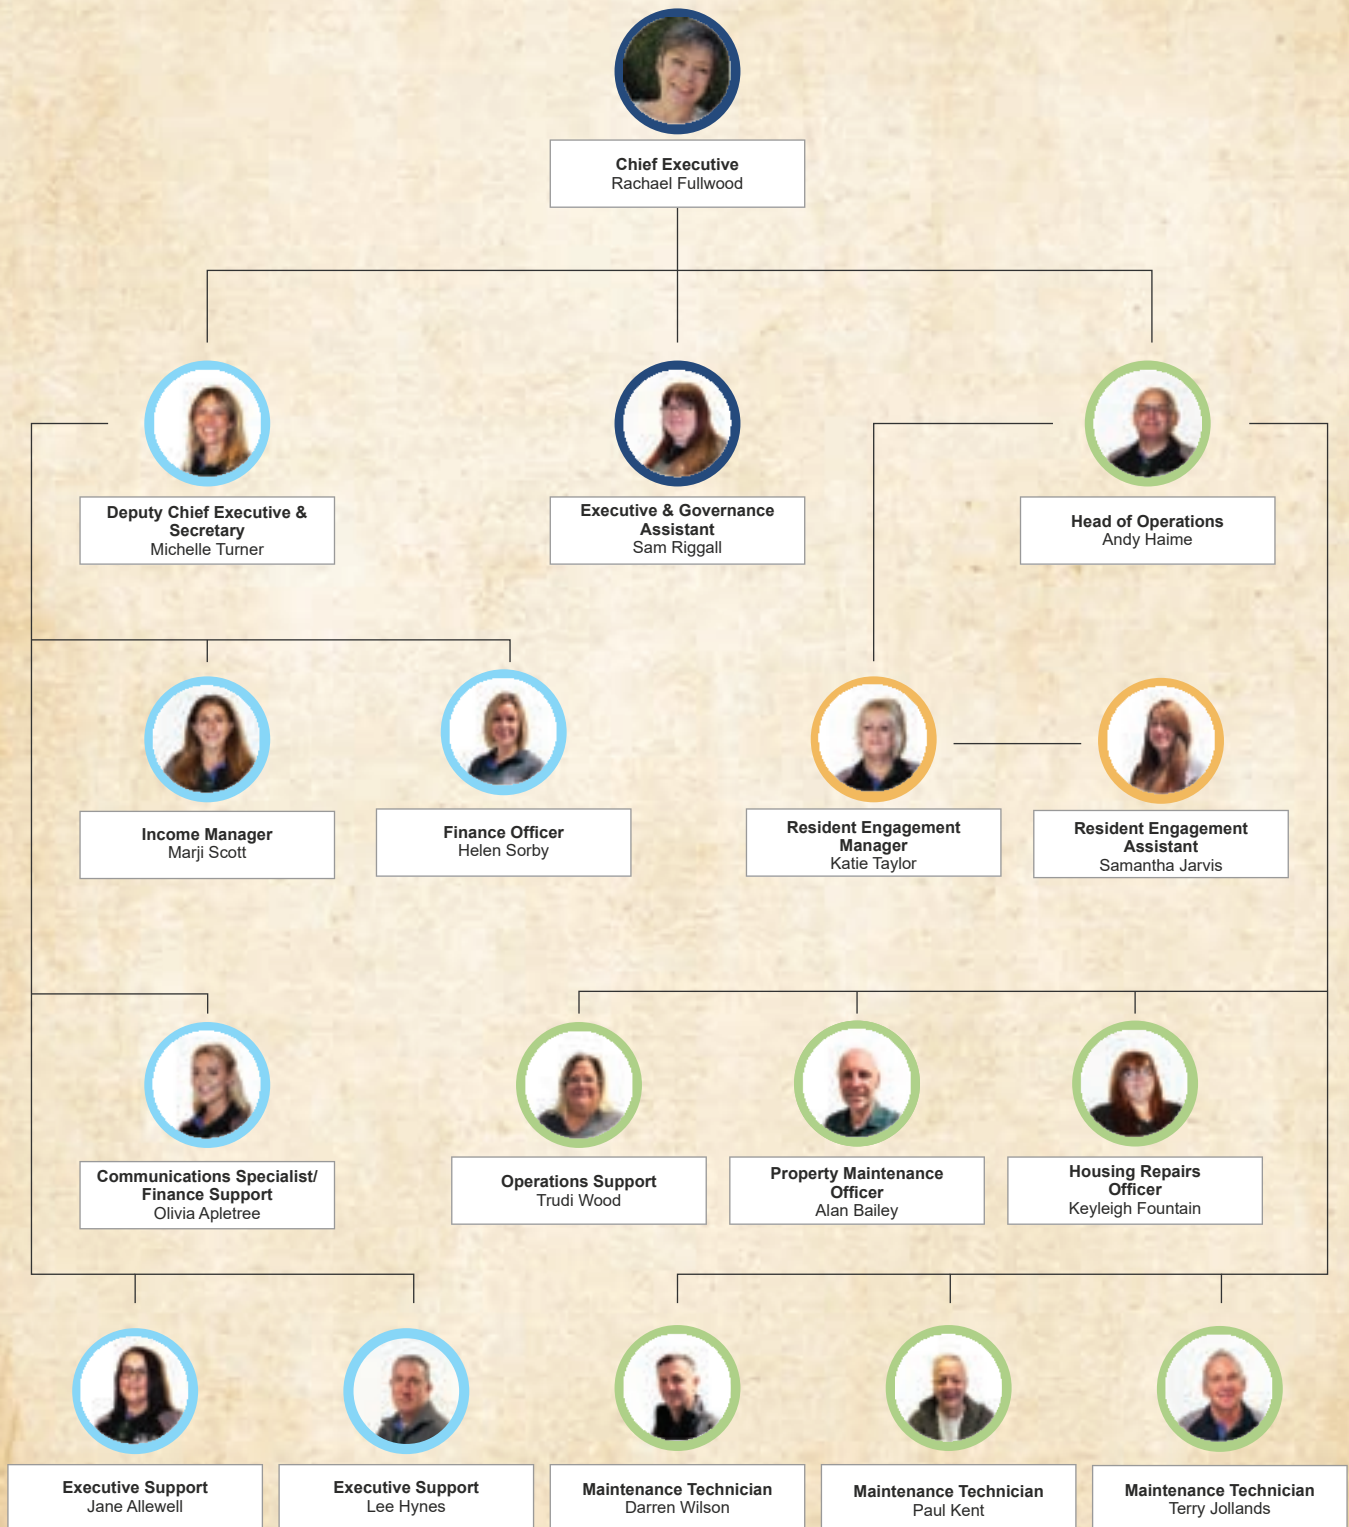 Chief Executive
Rachael Fullwood
Deputy Chief Executive &
Secretary
Michelle Turner
Executive & Governance
Assistant
Sam Riggall
Head of Operations
Andy Haime
Income Manager
Marji Scott
Finance Officer
Helen Sorby
Resident Engagement
Manager
Katie Taylor
Resident Engagement
Assistant
Samantha Jarvis
Communications Specialist/
Finance Support
Olivia Apletree
Operations Support
Trudi Wood
Property Maintenance
Officer
Alan Bailey
Housing Repairs
Officer
Keyleigh Fountain
Executive Support
Jane Allewell
Executive Support
Lee Hynes
Maintenance Technician
Darren Wilson
Maintenance Technician
Paul Kent
Maintenance Technician
Terry Jollands